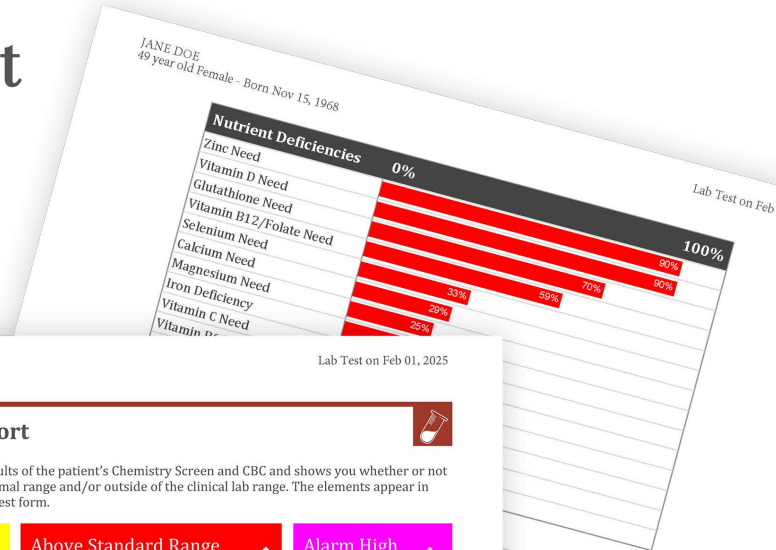 t
JANE DOE
49 year old Female - Born Nov 15, 1968
Lab Test on Feb
Nutrient Deficiencies 0% 100%
Zinc Need 90%
Vitamin D Need 90%
Glutathione Need 70%
Vitamin B12/Folate Need 59%
Selenium Need 33%
Calcium Need 29%
Magnesium Need 25%
Iron Deficiency
Vitamin C Need
Vitamin
Lab Test on Feb 01, 2025
ort
ults of the patient's Chemistry Screen and CBC and shows you whether or not
mal range and/or outside of the clinical lab range. The elements appear in
est form.
Above Standard Range Alarm High